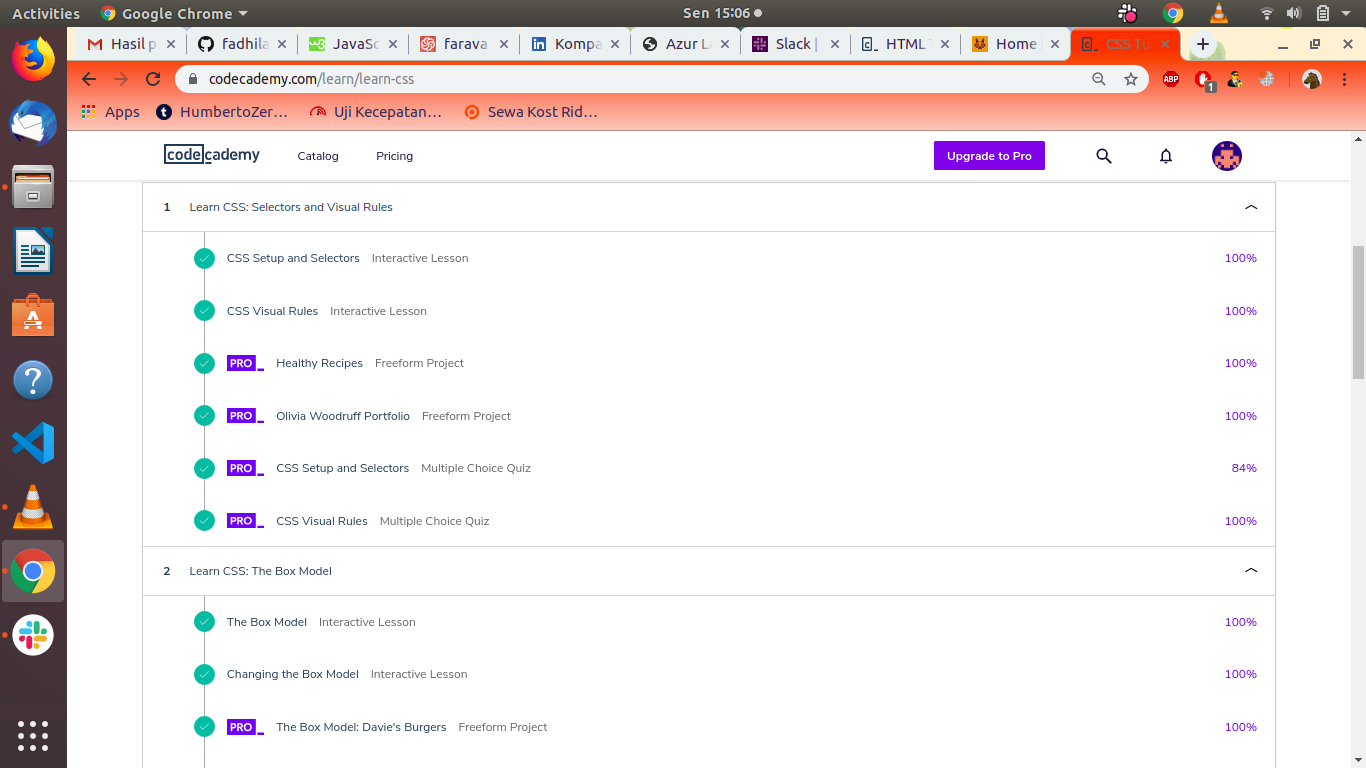 Activities Google Chrome Sen 15:06
Hasil p fadhila JavaSc farava Kompa Azur La Slack | HTML T Home | CSS Tu
codecademy.com/learn/learn-css ABP 1
Apps t HumbertoZer... Uji Kecepatan... Sewa Kost Rid...
codecademy Catalog Pricing Upgrade to Pro
1 Learn CSS: Selectors and Visual Rules
CSS Setup and Selectors Interactive Lesson 100%
CSS Visual Rules Interactive Lesson 100%
PRO Healthy Recipes Freeform Project 100%
PRO Olivia Woodruff Portfolio Freeform Project 100%
PRO CSS Setup and Selectors Multiple Choice Quiz 84%
PRO CSS Visual Rules Multiple Choice Quiz 100%
2 Learn CSS: The Box Model
The Box Model Interactive Lesson 100%
Changing the Box Model Interactive Lesson 100%
PRO The Box Model: Davie's Burgers Freeform Project 100%